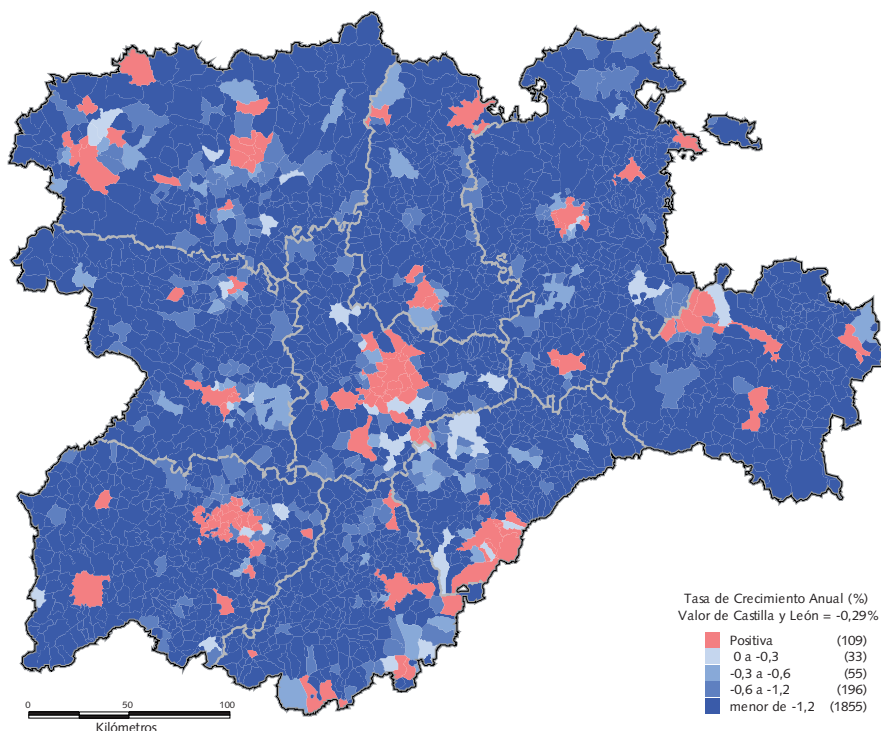 Tasa de Crecimiento Anual (%)
Valor de Castilla y León = -0,29%
Positiva (109)
0 a -0,3 (33)
-0,3 a -0,6 (55)
-0,6 a -1,2 (196)
menor de -1,2 (1855)
0 50 100
Kilómetros